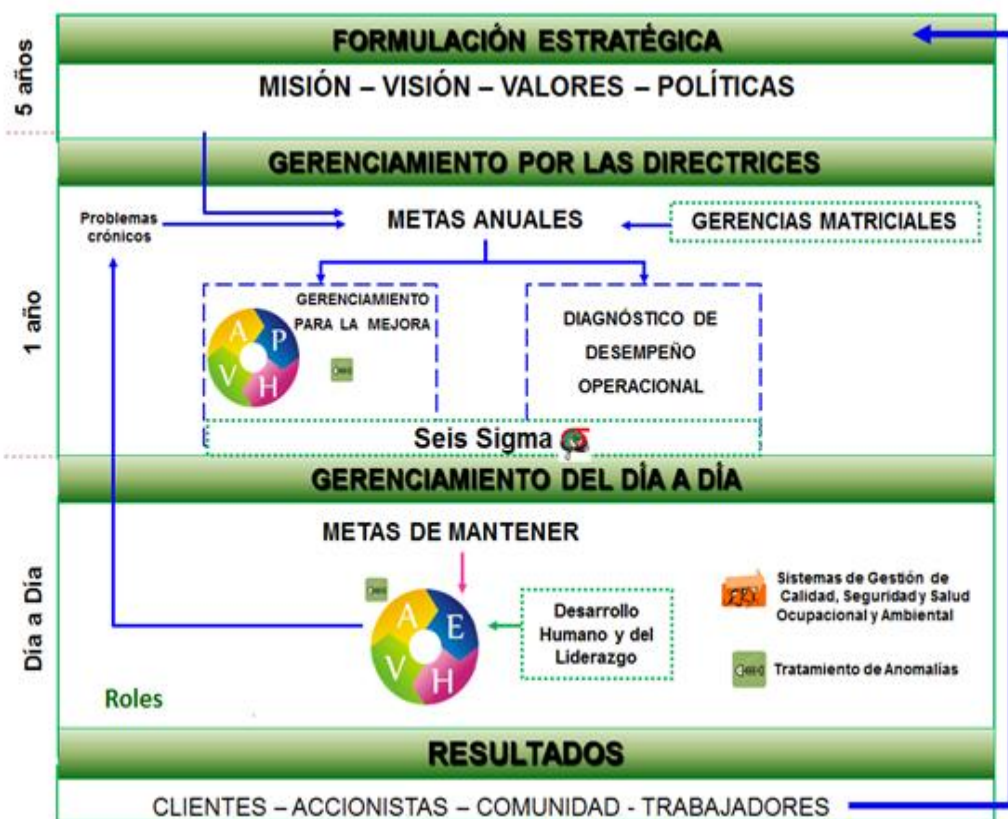 5 años
FORMULACIÓN ESTRATÉGICA
MISIÓN – VISIÓN – VALORES – POLÍTICAS
1 año
GERENCIAMIENTO POR LAS DIRECTRICES
Problemas
crónicos
METAS ANUALES
GERENCIAS MATRICIALES
GERENCIAMIENTO
PARA LA MEJORA
A
P
V
H
DIAGNÓSTICO DE
DESEMPEÑO
OPERACIONAL
Seis Sigma
Día a Día
GERENCIAMIENTO DEL DÍA A DÍA
METAS DE MANTENER
A
E
V
H
Desarrollo
Humano y del
Liderazgo
Sistemas de Gestión de
Calidad, Seguridad y Salud
Ocupacional y Ambiental
Tratamiento de Anomalías
Roles
RESULTADOS
CLIENTES – ACCIONISTAS – COMUNIDAD - TRABAJADORES